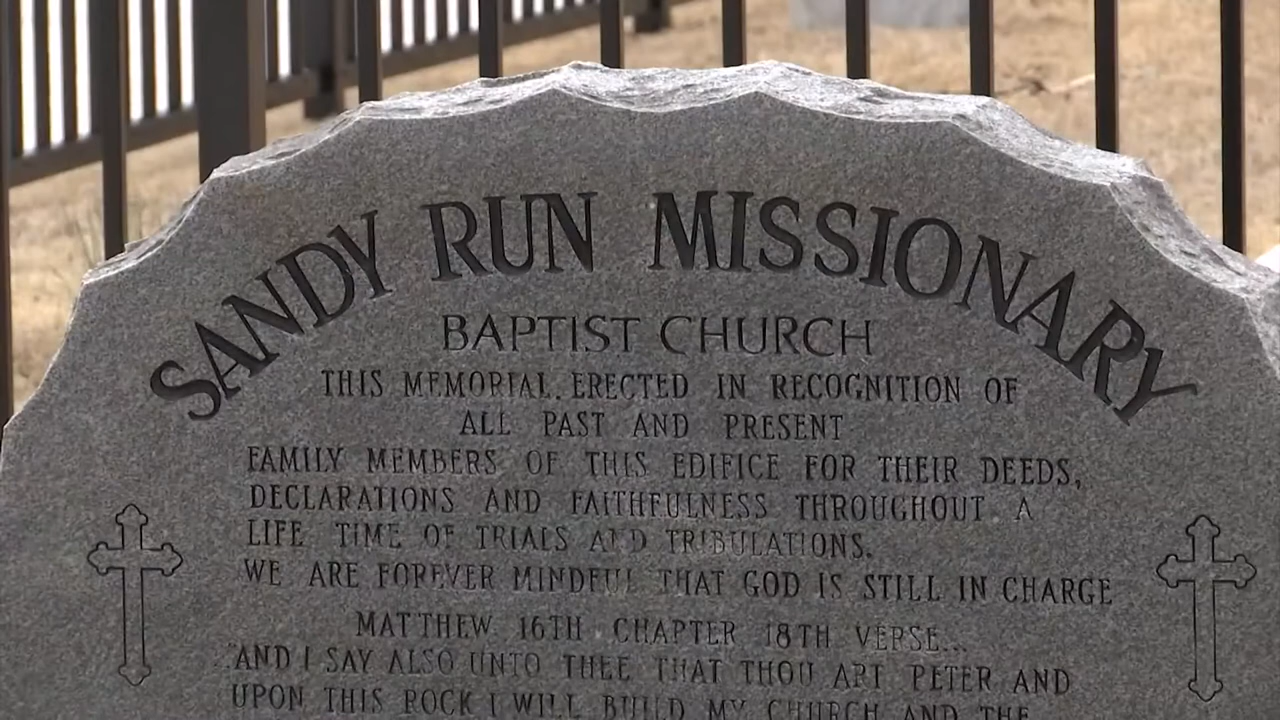 SANDY RUN MISSIONARY
BAPTIST CHURCH
THIS MEMORIAL, ERECTED IN RECOGNITION OF
ALL PAST AND PRESENT
FAMILY MEMBERS OF THIS EDIFICE FOR THEIR DEEDS,
DECLARATIONS AND FAITHFULNESS THROUGHOUT A
LIFE TIME OF TRIALS AND TRIBULATIONS.
WE ARE FOREVER MINDFUL THAT GOD IS STILL IN CHARGE
MATTHEW 16TH CHAPTER 18TH VERSE...
"AND I SAY ALSO UNTO THEE THAT THOU ART PETER AND
UPON THIS ROCK I WILL BUILD MY CHURCH AND THE